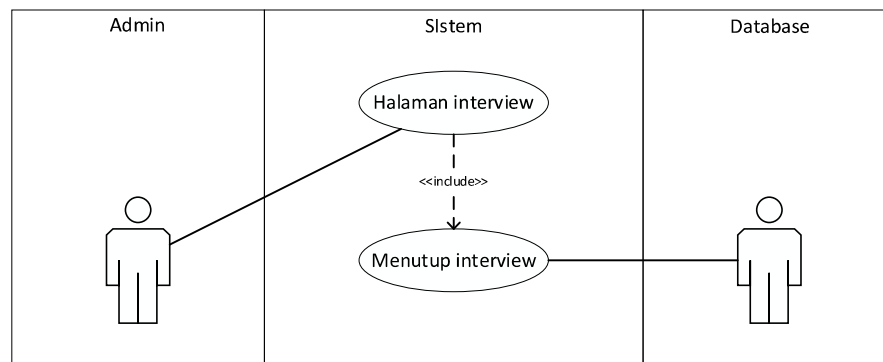 Admin
SIstem
Database
Halaman interview
<<include>>
Menutup interview